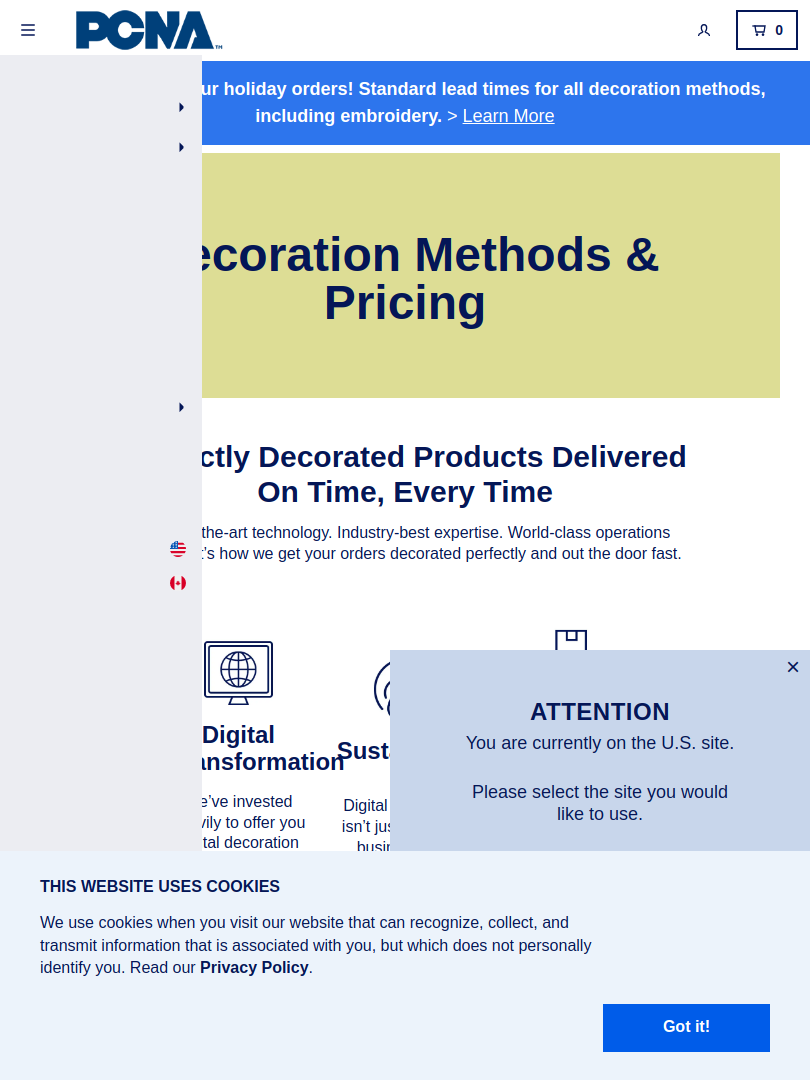 PCNA TM
0
ur holiday orders! Standard lead times for all decoration methods,
including embroidery. > Learn More
ecoration Methods &
Pricing
ctly Decorated Products Delivered
On Time, Every Time
the-art technology. Industry-best expertise. World-class operations
t's how we get your orders decorated perfectly and out the door fast.
Digital
ansformation
e've invested
vily to offer you
tal decoration
Susta
Digital
isn't jus
busin
×
ATTENTION
You are currently on the U.S. site.
Please select the site you would
like to use.
THIS WEBSITE USES COOKIES
We use cookies when you visit our website that can recognize, collect, and
transmit information that is associated with you, but which does not personally
identify you. Read our Privacy Policy.
Got it!